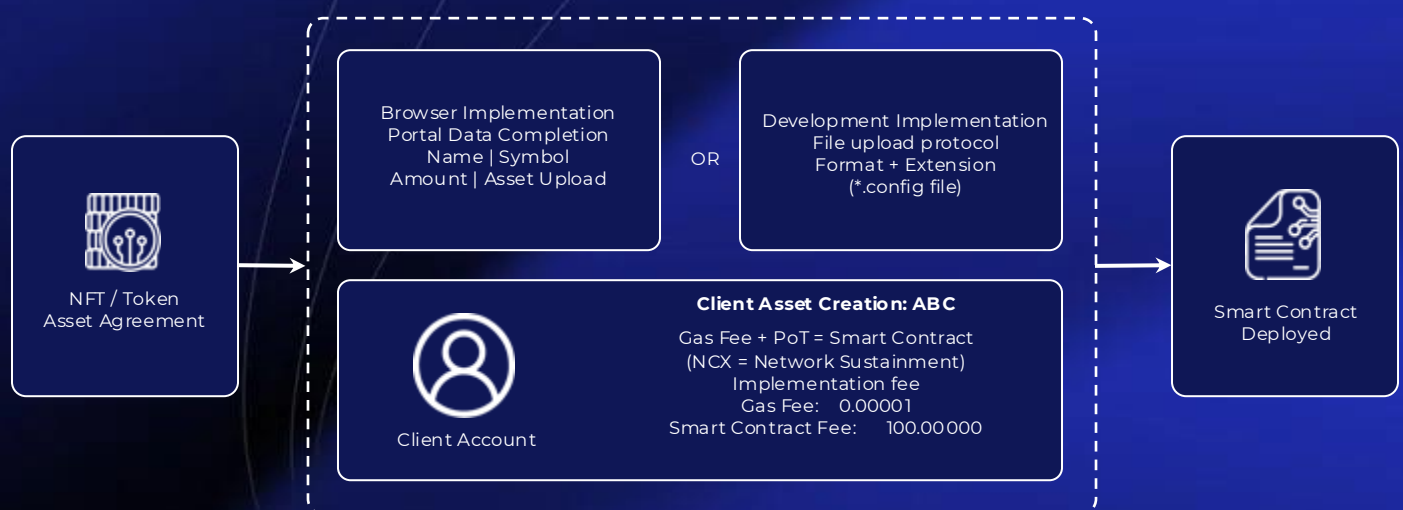 NFT / Token
Asset Agreement
Browser Implementation
Portal Data Completion
Name | Symbol
Amount | Asset Upload
OR
Development Implementation
File upload protocol
Format + Extension
(*.config file)
Client Account
Client Asset Creation: ABC
Gas Fee + PoT = Smart Contract
(NCX = Network Sustainment)
Implementation fee
Gas Fee: 0.00001
Smart Contract Fee: 100.00000
Smart Contract
Deployed